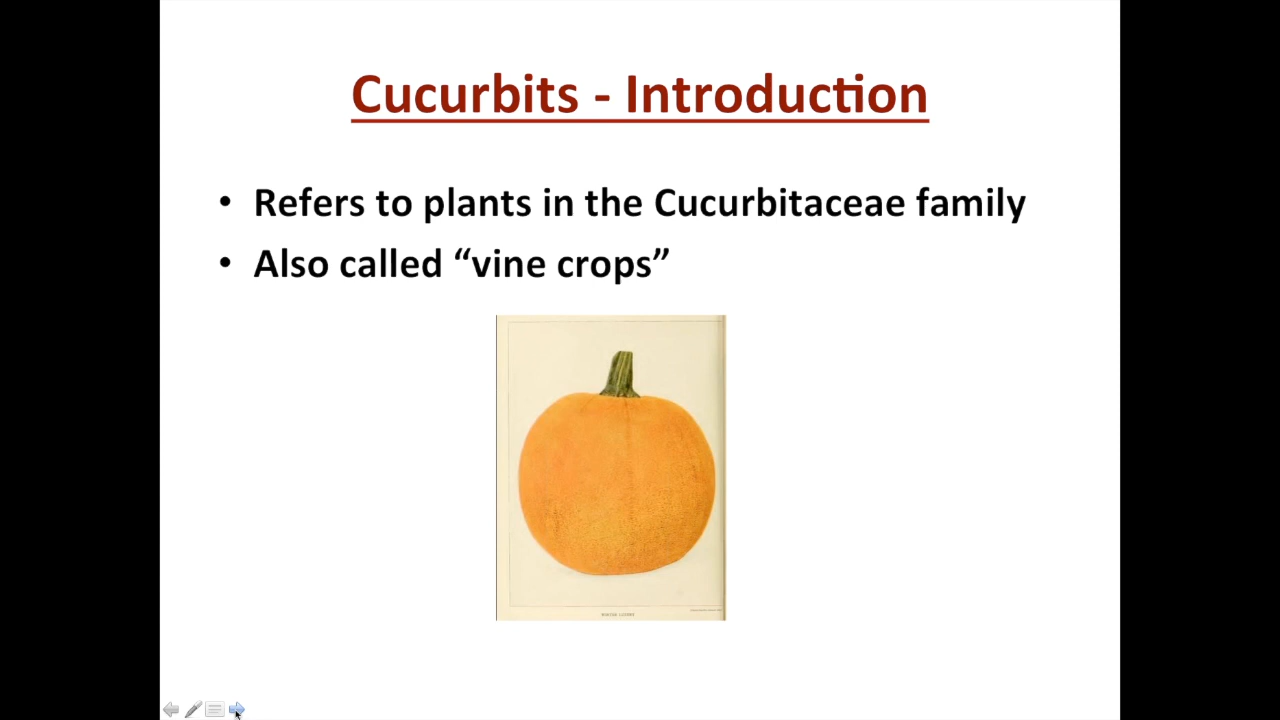 Cucurbits - Introduction
• Refers to plants in the Cucurbitaceae family
• Also called “vine crops”